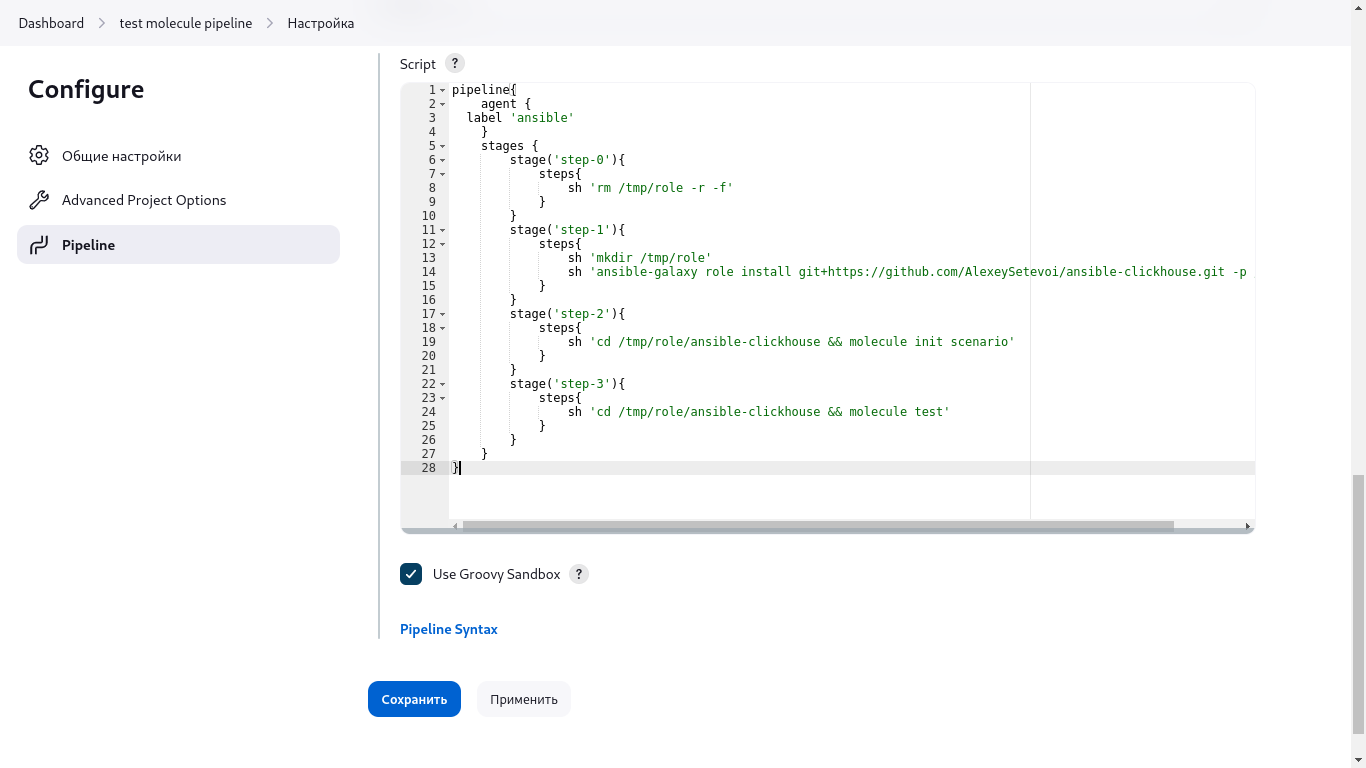 Dashboard > test molecule pipeline > Настройка
Configure
Общие настройки
Advanced Project Options
Pipeline
Script ?
1 pipeline{
2     agent {
3   label 'ansible'
4     }
5     stages {
6         stage('step-0'){
7             steps{
8                 sh 'rm /tmp/role -r -f'
9             }
10         }
11         stage('step-1'){
12             steps{
13                 sh 'mkdir /tmp/role'
14                 sh 'ansible-galaxy role install git+https://github.com/AlexeySetevoi/ansible-clickhouse.git -p
15             }
16         }
17         stage('step-2'){
18             steps{
19                 sh 'cd /tmp/role/ansible-clickhouse && molecule init scenario'
20             }
21         }
22         stage('step-3'){
23             steps{
24                 sh 'cd /tmp/role/ansible-clickhouse && molecule test'
25             }
26         }
27     }
28 }
Use Groovy Sandbox ?
Pipeline Syntax
Сохранить
Применить